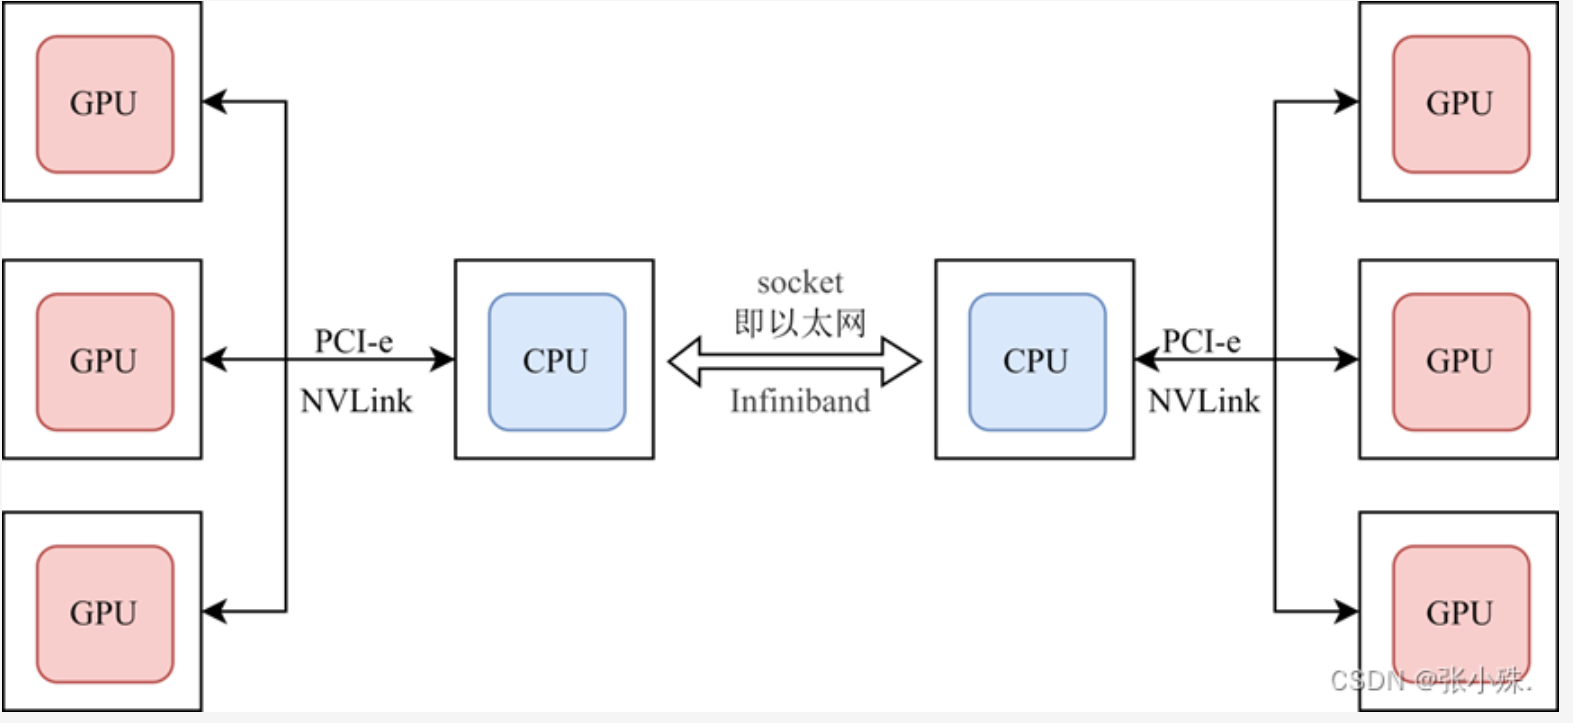 GPU
GPU
socket
即以太网
PCI-e
PCI-e
GPU
CPU
CPU
GPU
NVLink
Infiniband
NVLink
GPU
GPU
CSDN @张小殊.